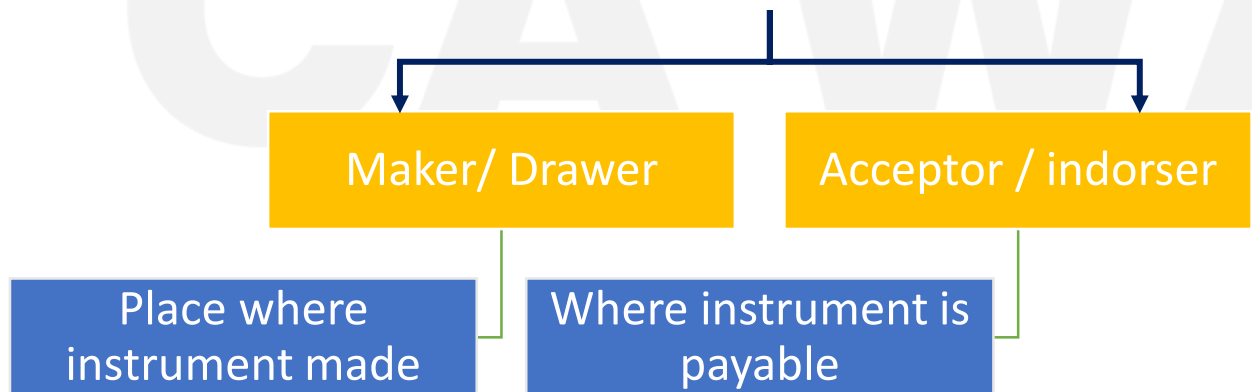 Maker/ Drawer
Acceptor / indorser
Place where
instrument made
Where instrument is
payable